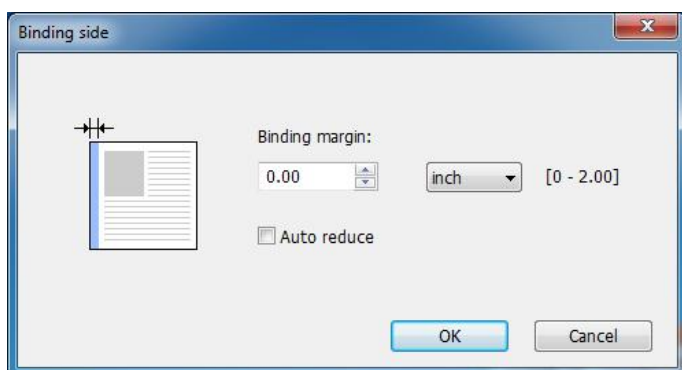 Binding side
Binding margin:
0.00 inch [0 - 2.00]
Auto reduce
OK Cancel